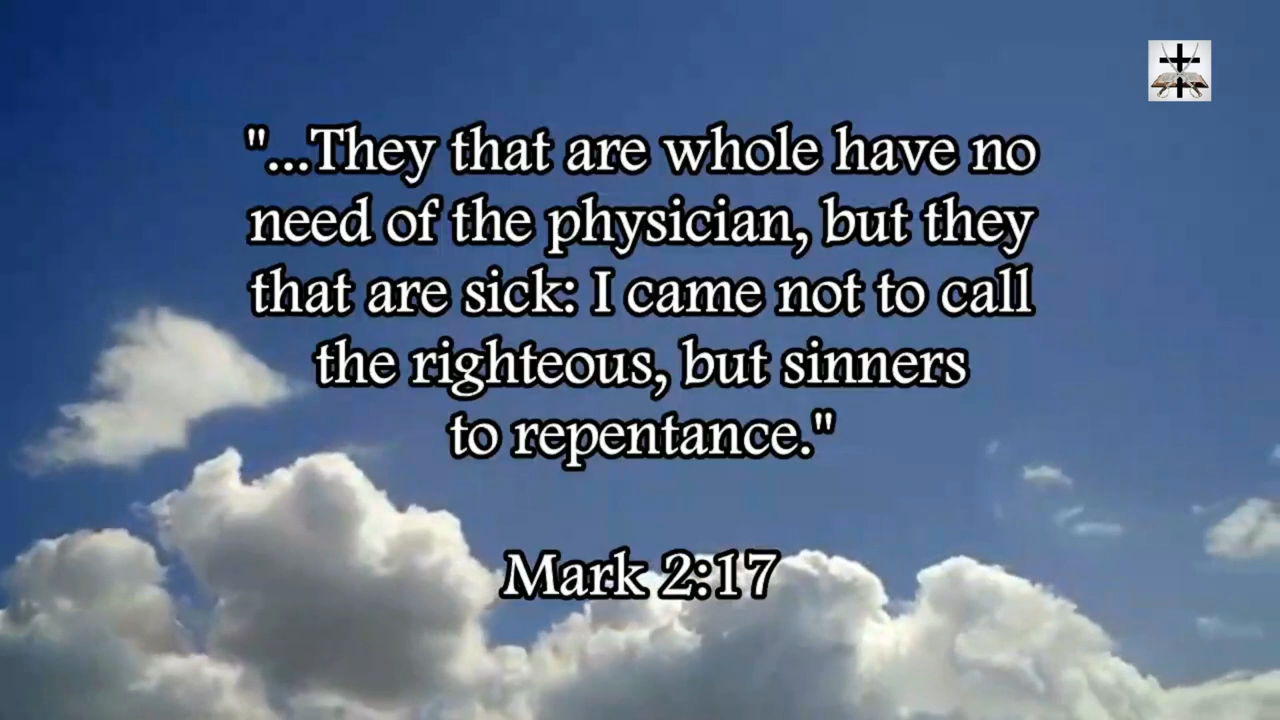 "...They that are whole have no
need of the physician, but they
that are sick: I came not to call
the righteous, but sinners
to repentance."
Mark 2:17